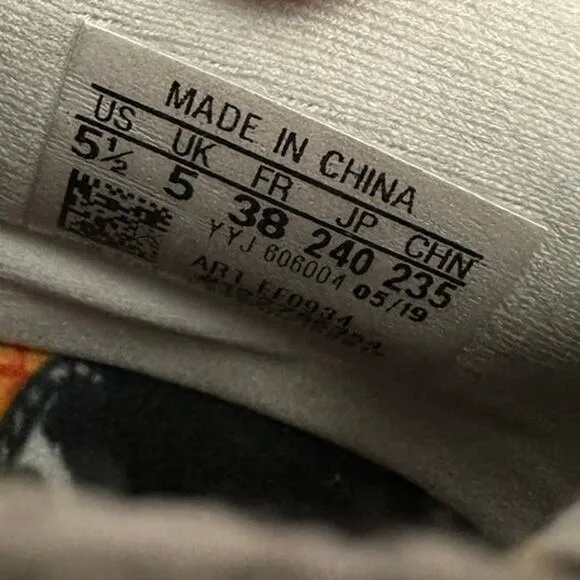 MADE IN CHINA
US UK FR JP CHN
5½ 5 38 240 235
YYJ 606004 05/19
ART EF0934